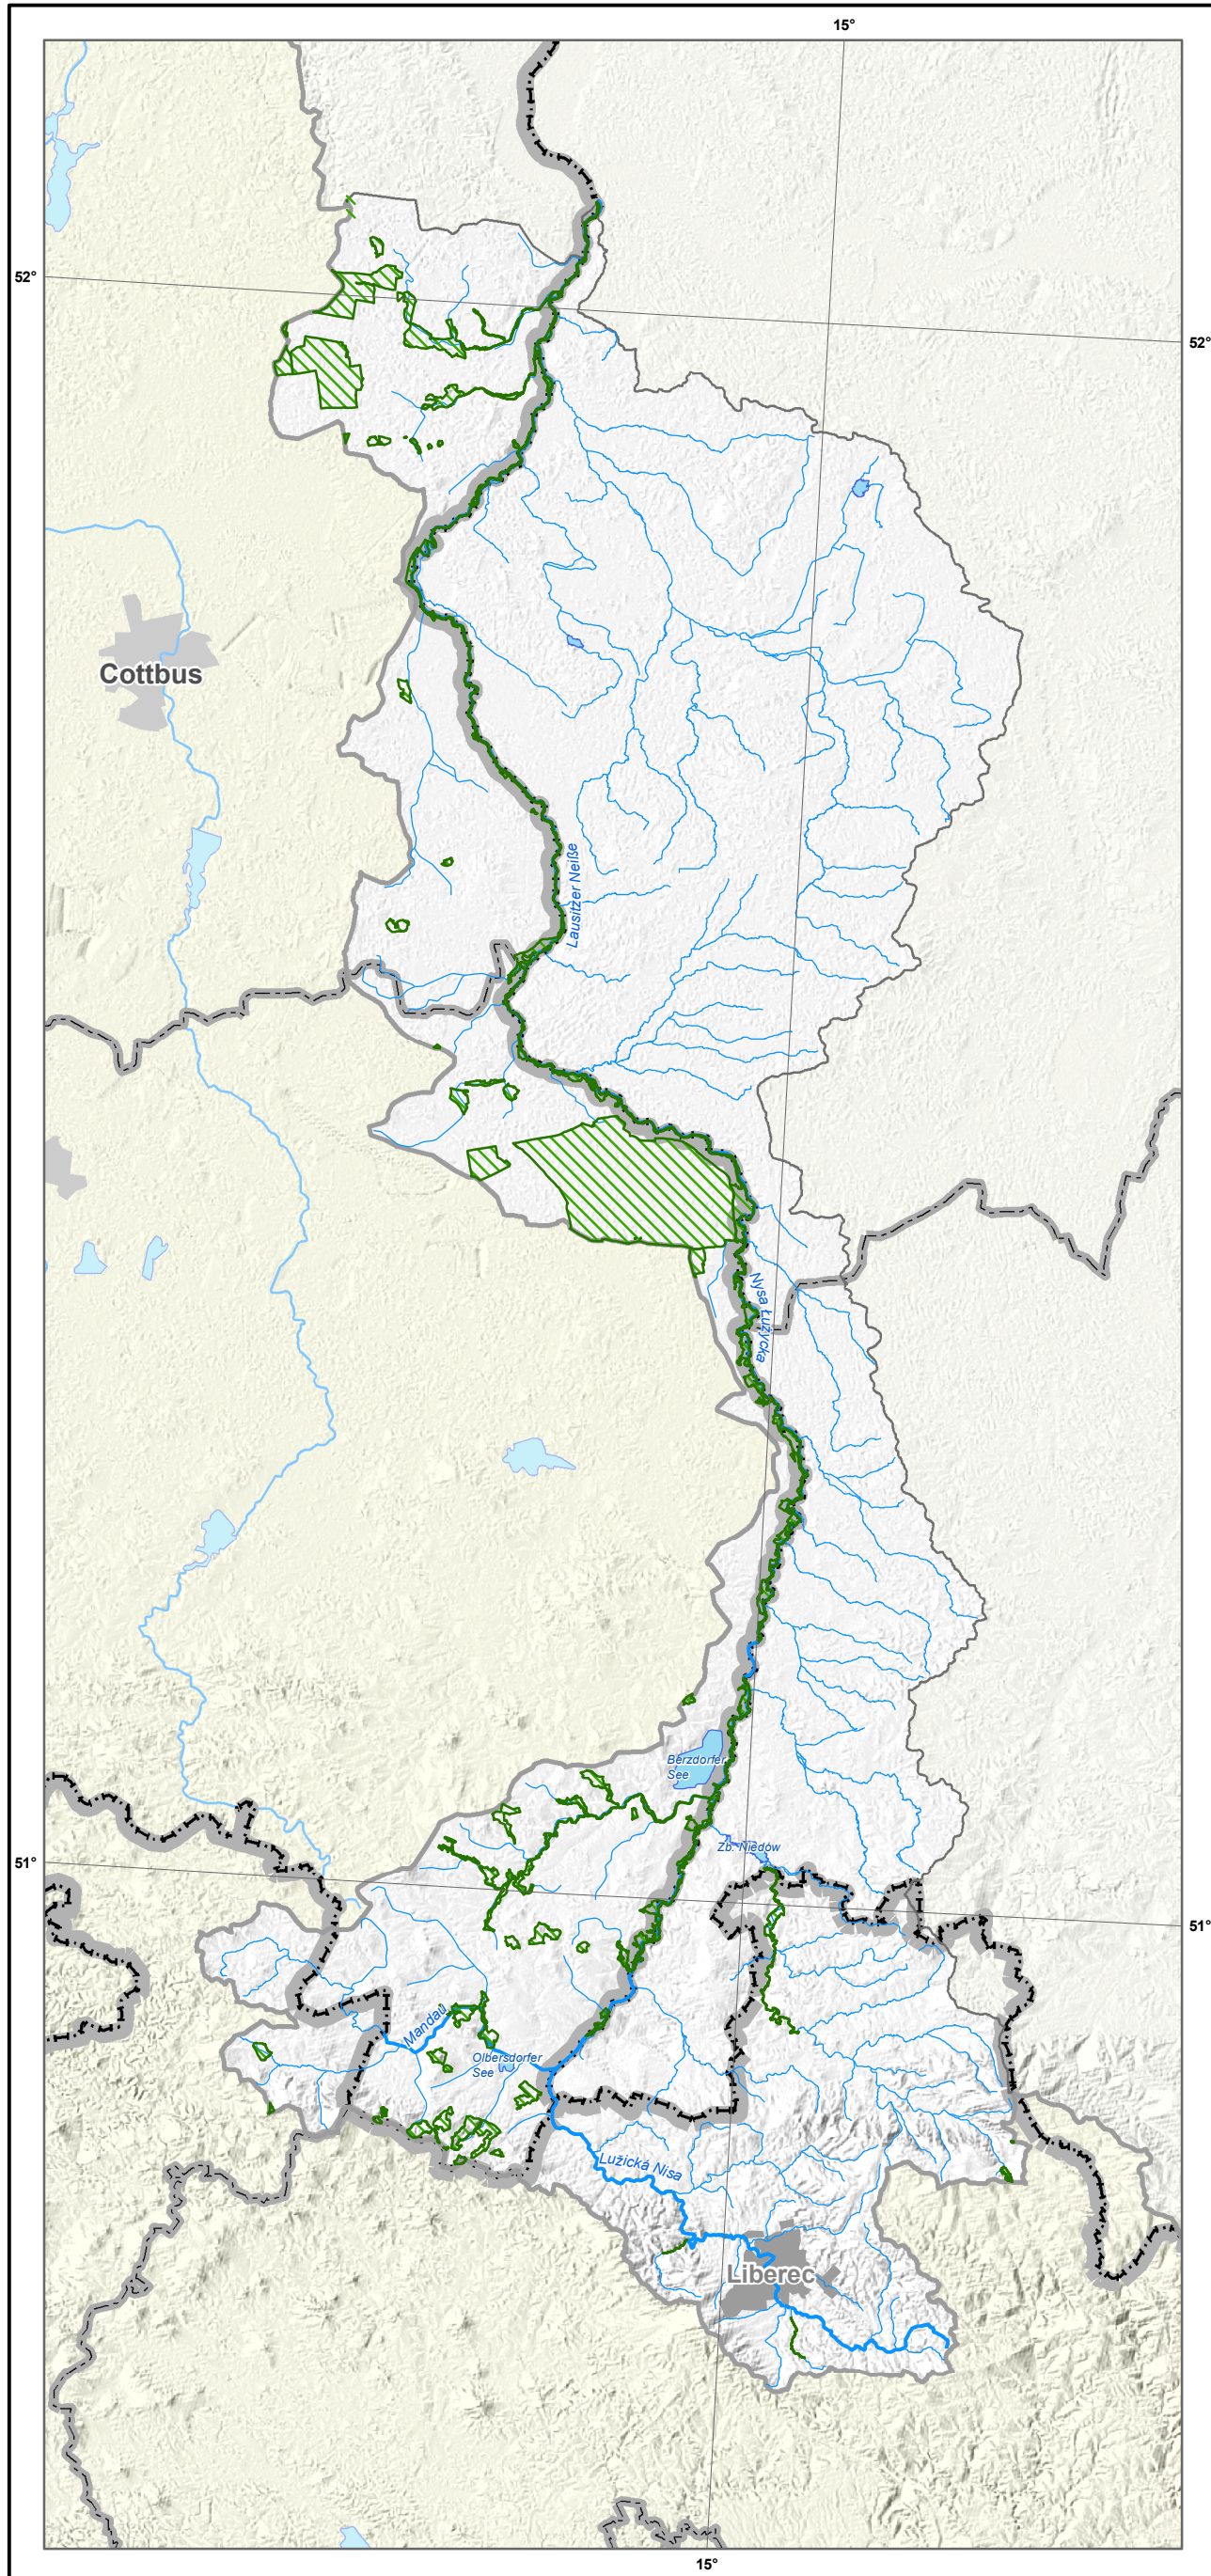 15°
52°
52°
Cottbus
Lausitzer Neiße
Nysa Łużycka
Berzdorfer
See
Zb. Niedów
51°
51°
Mandau
Olbersdorfer
See
Lužická Nisa
Liberec
15°